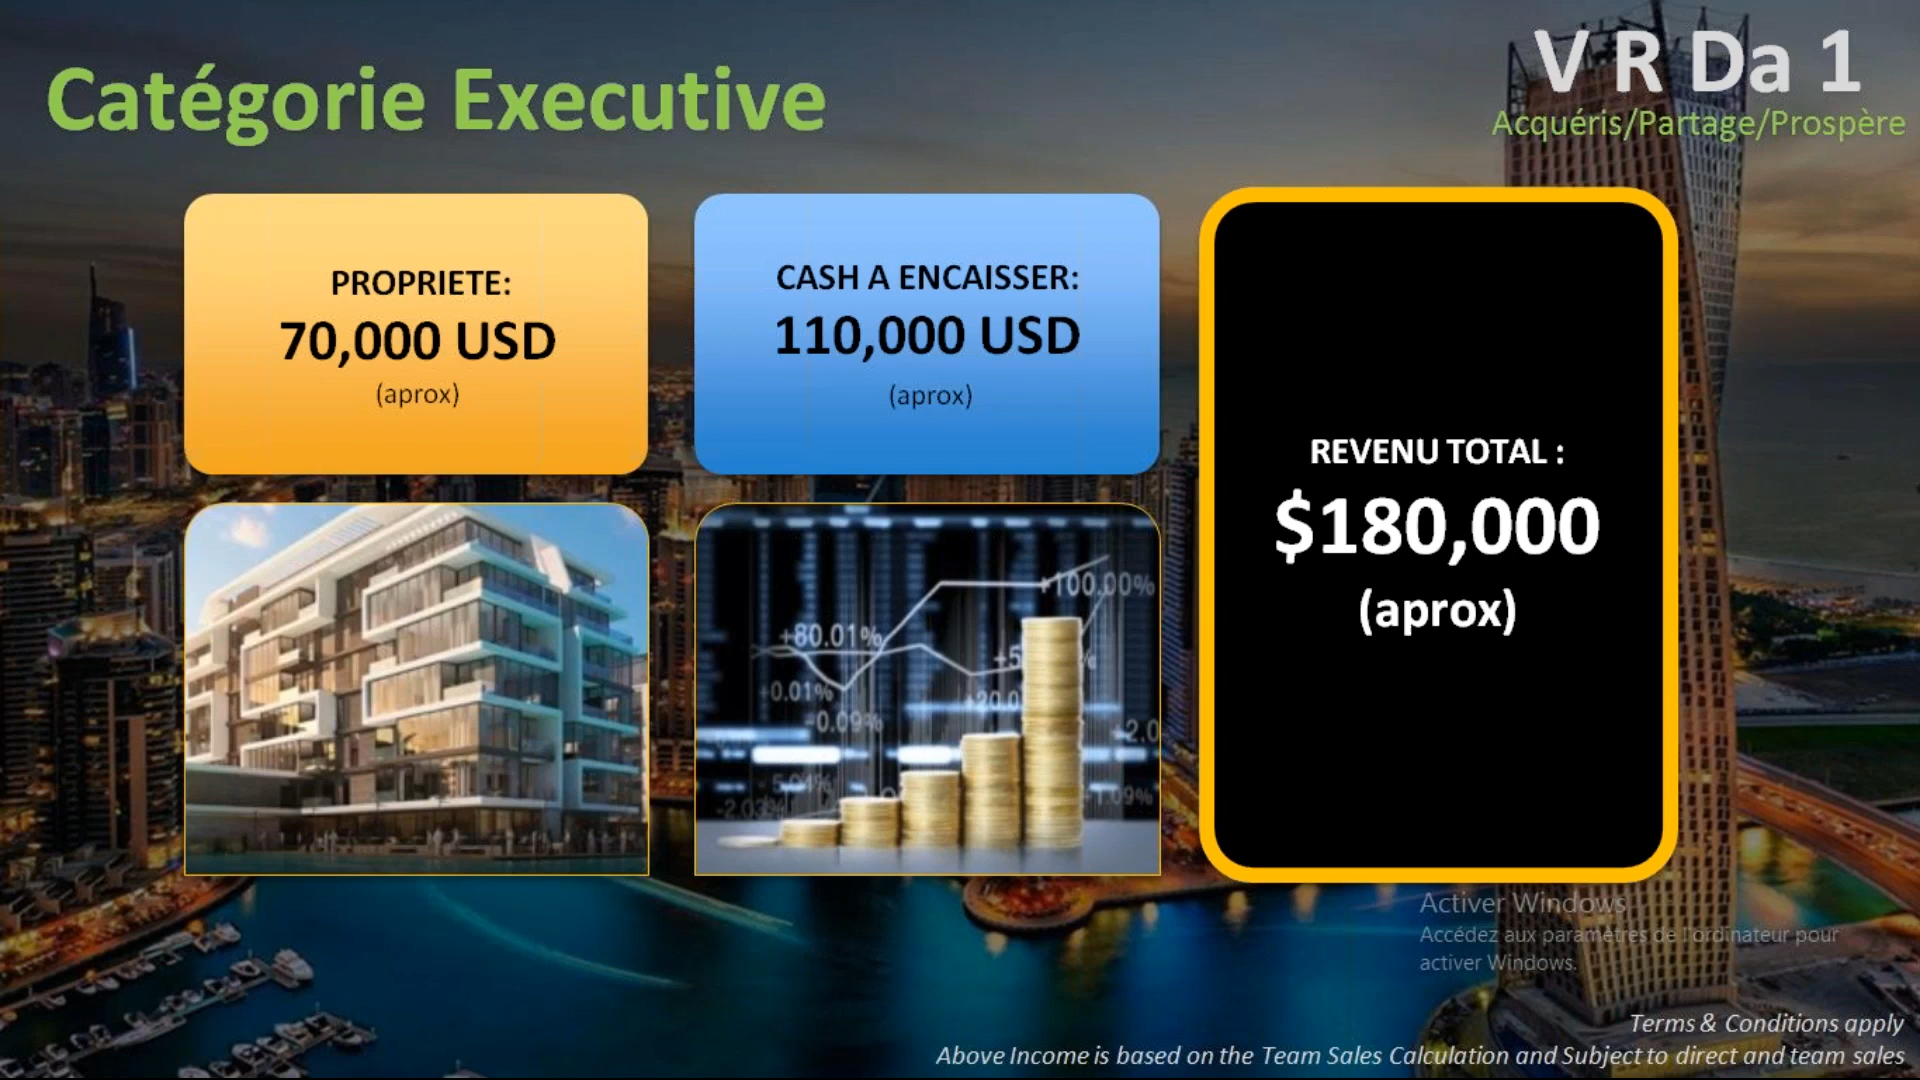 Catégorie Executive
V R Da 1
Acquéris/Partage/Prospère
PROPRIETE:
70,000 USD
(aprox)
CASH A ENCAISSER:
110,000 USD
(aprox)
REVENU TOTAL :
$180,000
(aprox)
+100.00%
+80.01%
+0.01%
-0.09%
-2.03%
Activer Windows
Accédez aux paramètres de l'ordinateur pour
activer Windows.
Terms & Conditions apply
Above Income is based on the Team Sales Calculation and Subject to direct and team sales